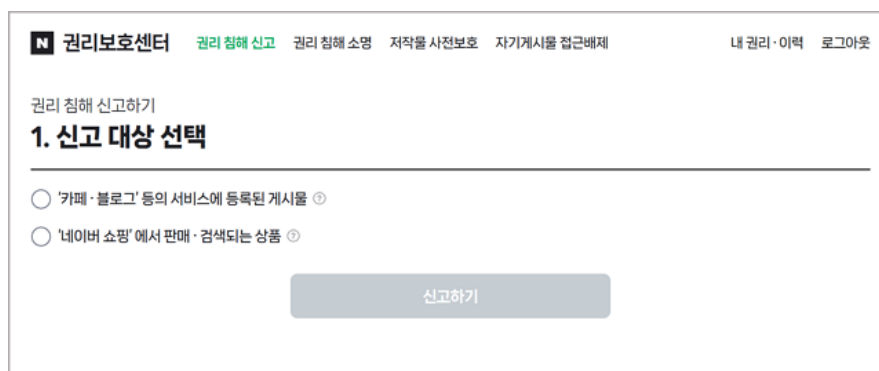 N 권리보호센터 권리 침해 신고 권리 침해 소명 저작물 사전보호 자기게시물 접근배제 내 권리·이력 로그아웃
권리 침해 신고하기
1. 신고 대상 선택
'카페·블로그' 등의 서비스에 등록된 게시물 ?
'네이버 쇼핑' 에서 판매·검색되는 상품 ?
신고하기